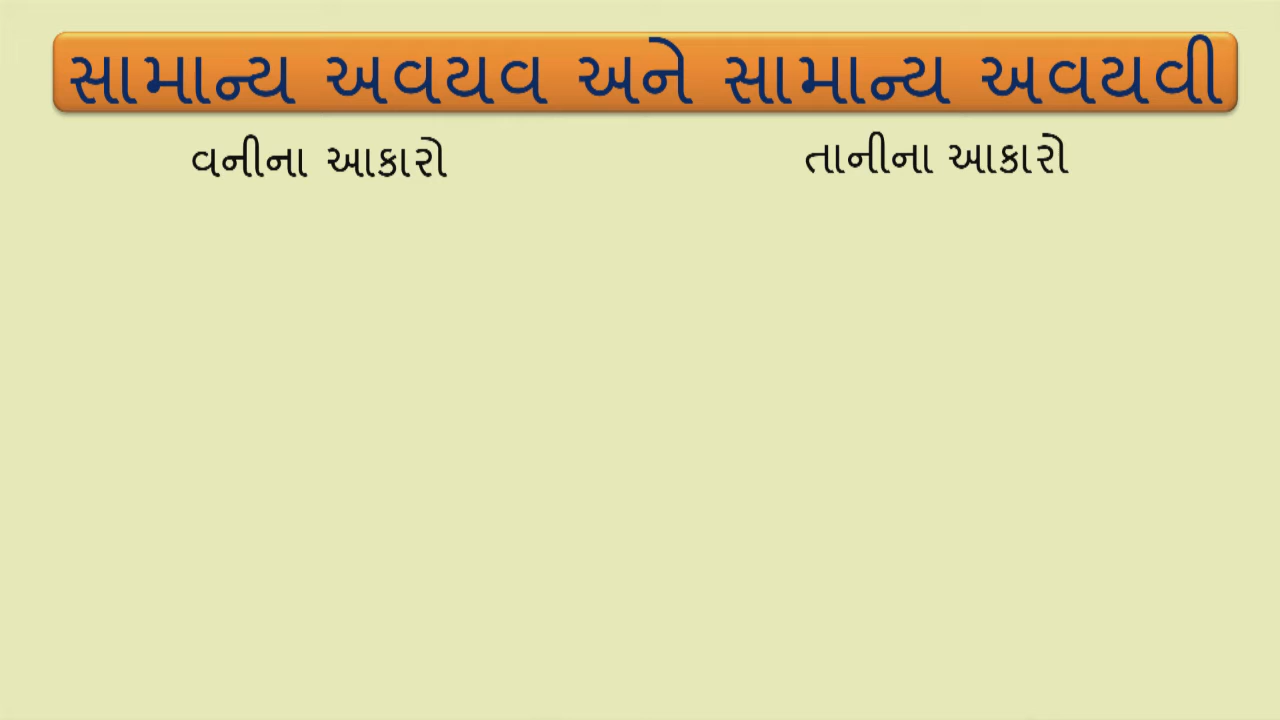 સામાન્ય અવયવ અને સામાન્ય અવયવી
વનીના આકારો
તાનીના આકારો